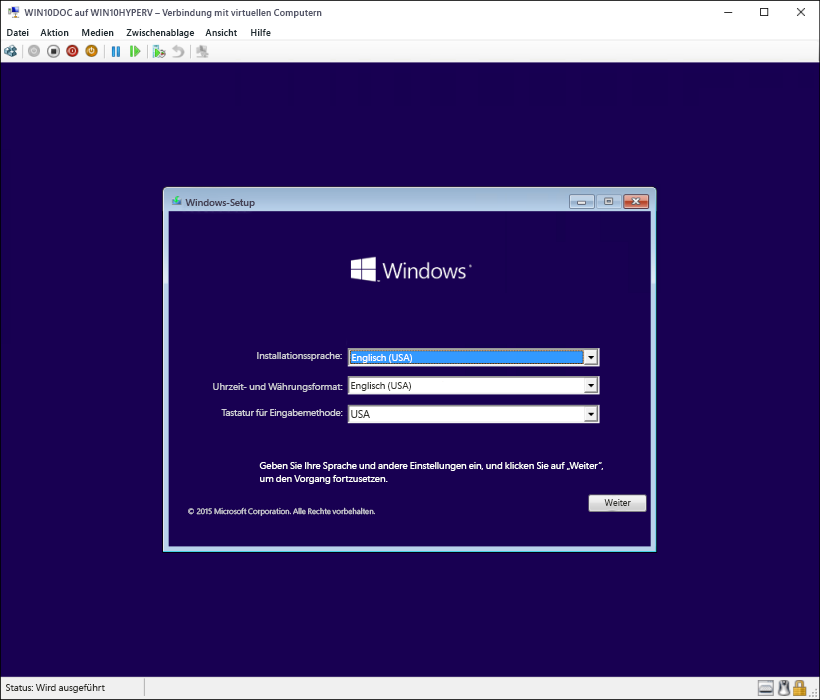 WIN10DOC auf WIN10HYPERV – Verbindung mit virtuellen Computern
Datei Aktion Medien Zwischenablage Ansicht Hilfe
Windows-Setup
Windows
Installationssprache: Englisch (USA)
Uhrzeit- und Währungsformat: Englisch (USA)
Tastatur für Eingabemethode: USA
Geben Sie Ihre Sprache und andere Einstellungen ein, und klicken Sie auf „Weiter“,
um den Vorgang fortzusetzen.
Weiter
© 2015 Microsoft Corporation. Alle Rechte vorbehalten.
Status: Wird ausgeführt